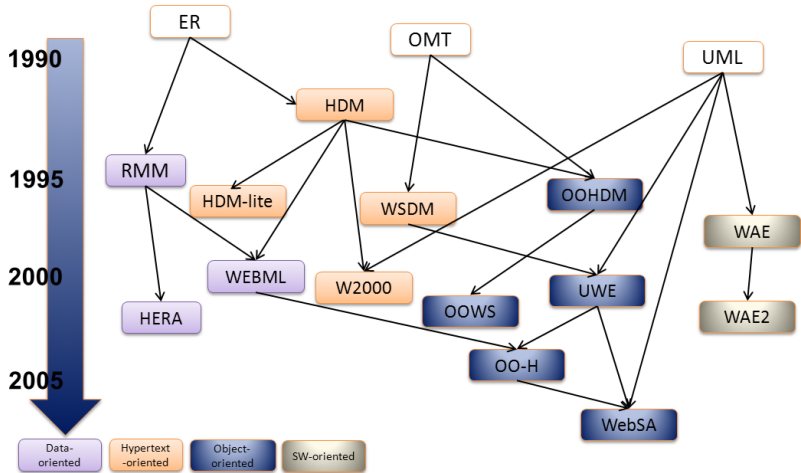 ER
OMT
UML
1990
HDM
RMM
1995
HDM-lite
WSDM
OOHDM
WAE
2000
WEBML
W2000
UWE
HERA
OOWS
WAE2
OO-H
2005
WebSA
Data-
oriented
Hypertext
-oriented
Object-
oriented
SW-oriented